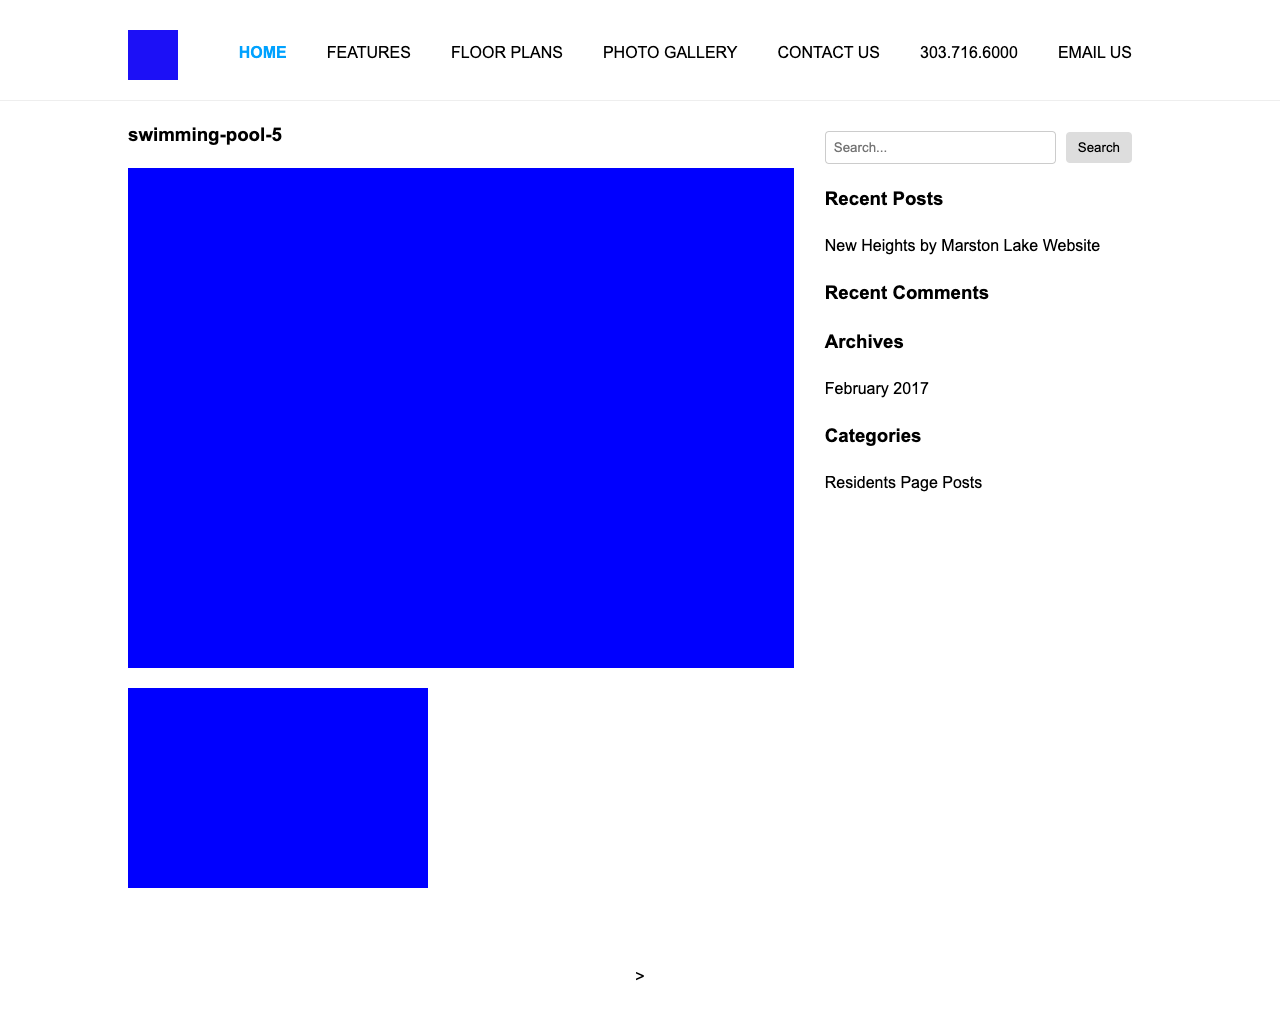 HOME FEATURES FLOOR PLANS PHOTO GALLERY CONTACT US 303.716.6000 EMAIL US
swimming-pool-5
Search... Search
Recent Posts
New Heights by Marston Lake Website
Recent Comments
Archives
February 2017
Categories
Residents Page Posts
>